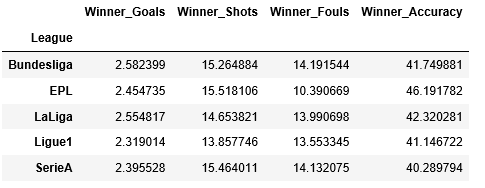 Winner_Goals Winner_Shots Winner_Fouls Winner_Accuracy
League
Bundesliga 2.582399 15.264884 14.191544 41.749881
EPL 2.454735 15.518106 10.390669 46.191782
LaLiga 2.554817 14.653821 13.990698 42.320281
Ligue1 2.319014 13.857746 13.553345 41.146722
SerieA 2.395528 15.464011 14.132075 40.289794